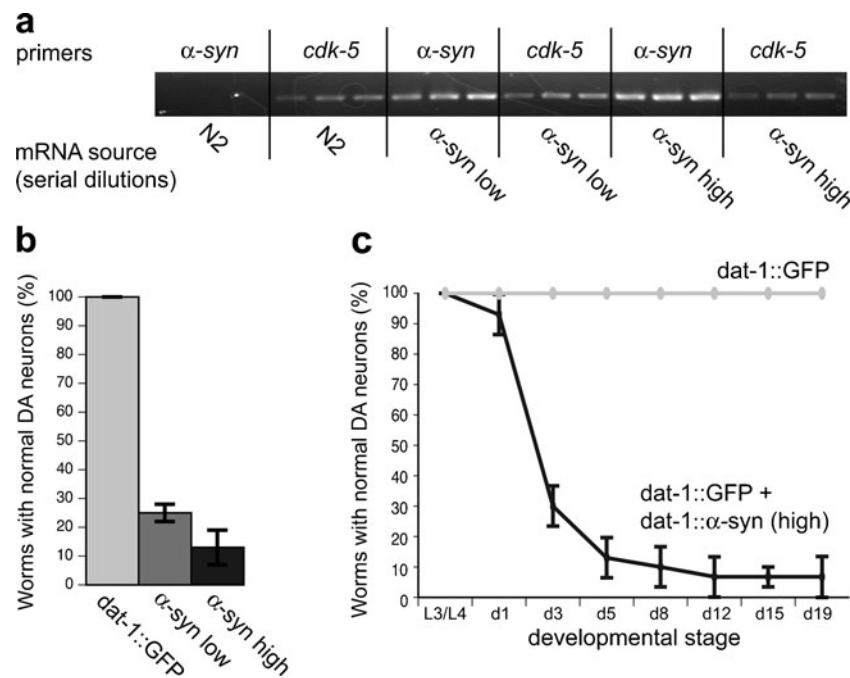 a
primers
α-syn cdk-5 α-syn cdk-5 α-syn cdk-5
mRNA source
(serial dilutions)
N2 N2 α-syn low α-syn low α-syn high α-syn high
b
Worms with normal DA neurons (%)
100
90
80
70
60
50
40
30
20
10
0
dat-1::GFP α-syn low α-syn high
c
Worms with normal DA neurons (%)
100
90
80
70
60
50
40
30
20
10
0
dat-1::GFP
dat-1::GFP +
dat-1::α-syn (high)
L3/L4 d1 d3 d5 d8 d12 d15 d19
developmental stage